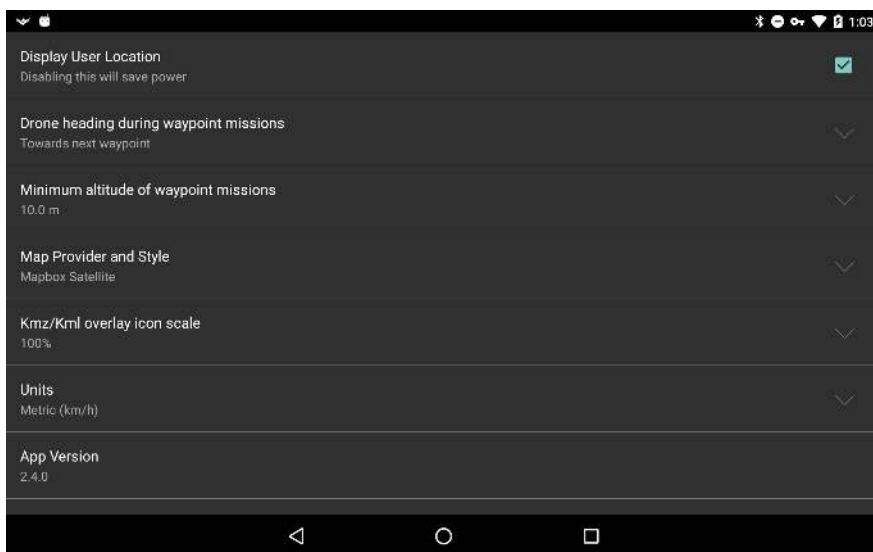 1:03
Display User Location
Disabling this will save power
Drone heading during waypoint missions
Towards next waypoint
Minimum altitude of waypoint missions
10.0 m
Map Provider and Style
Mapbox Satellite
Kmz/Kml overlay icon scale
100%
Units
Metric (km/h)
App Version
2.4.0